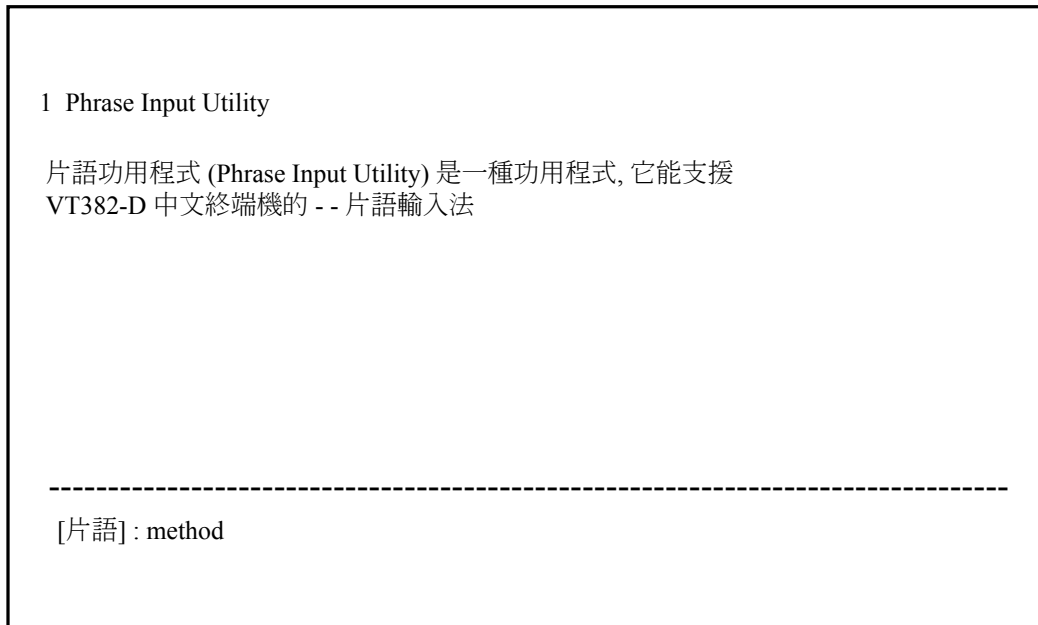 1 Phrase Input Utility
片語功用程式 (Phrase Input Utility) 是一種功用程式, 它能支援
VT382-D 中文終端機的 - - 片語輸入法
[片語] : method